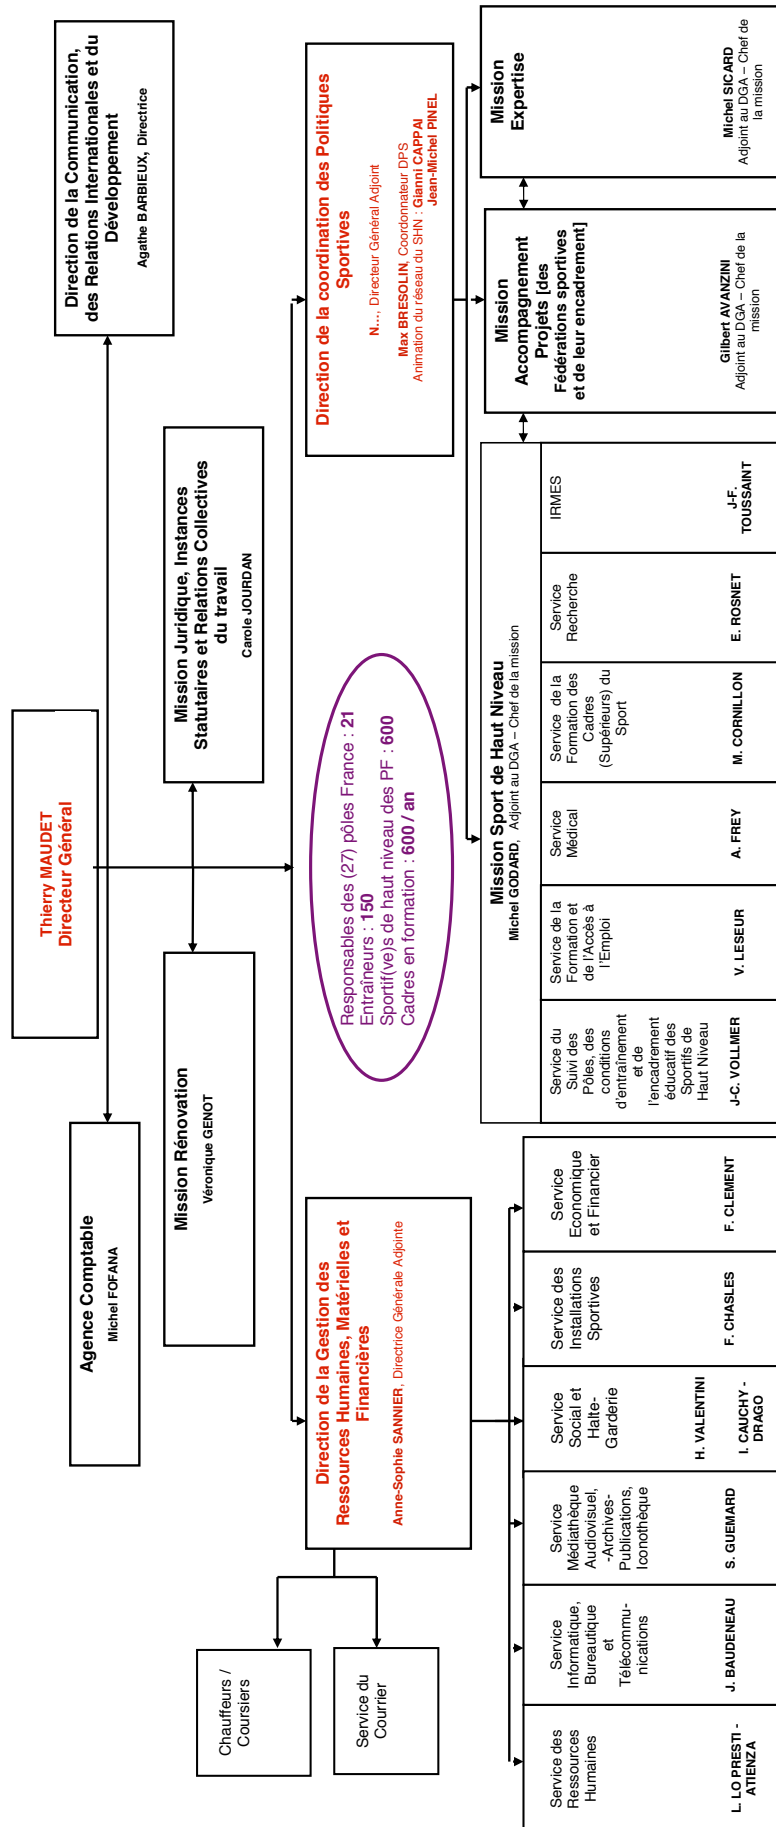 Thierry MAUDET
Directeur Général
Agence Comptable
Michel FOFANA
Direction de la Communication,
des Relations Internationales et du
Développement
Agathe BARBIEUX, Directrice
Mission Rénovation
Véronique GENOT
Mission Juridique, Instances
Statutaires et Relations Collectives
du travail
Carole JOURDAN
Chauffeurs /
Coursiers
Service du
Courrier
Direction de la Gestion des
Ressources Humaines, Matérielles et
Financières
Anne-Sophie SANNIER, Directrice Générale Adjointe
Responsables des (27) pôles France : 21
Entraîneurs : 150
Sportif(ve)s de haut niveau des PF : 600
Cadres en formation : 600 / an
Direction de la coordination des Politiques
Sportives
N…, Directeur Général Adjoint
Max BRESOLIN, Coordonnateur DPS
Animation du réseau du SHN : Gianni CAPPAI
Jean-Michel PINEL
Service des
Ressources
Humaines
L. LO PRESTI -
ATIENZA
Service
Informatique,
Bureautique
et
Télécommu-
nications
J. BAUDENEAU
Service
Médiathèque
Audiovisuel,
-Archives-
Publications,
Iconothèque
S. GUEMARD
Service
Social et
Halte-
Garderie
H. VALENTINI
I. CAUCHY -
DRAGO
Service des
Installations
Sportives
F. CHASLES
Service
Economique
et Financier
F. CLEMENT
Mission Sport de Haut Niveau
Michel GODARD, Adjoint au DGA – Chef de la mission
Service du
Suivi des
Pôles, des
conditions
d'entraînement
et de
l'encadrement
éducatif des
Sportifs de
Haut Niveau
J-C. VOLLMER
Service de la
Formation et
de l'Accès à
l'Emploi
V. LESEUR
Service
Médical
A. FREY
Service de la
Formation des
Cadres
(Supérieurs) du
Sport
M. CORNILLON
Service
Recherche
E. ROSNET
IRMES
J-F.
TOUSSAINT
Mission
Accompagnement
Projets [des
Fédérations sportives
et de leur encadrement]
Gilbert AVANZINI
Adjoint au DGA – Chef de la
mission
Mission
Expertise
Michel SICARD
Adjoint au DGA – Chef de
la mission